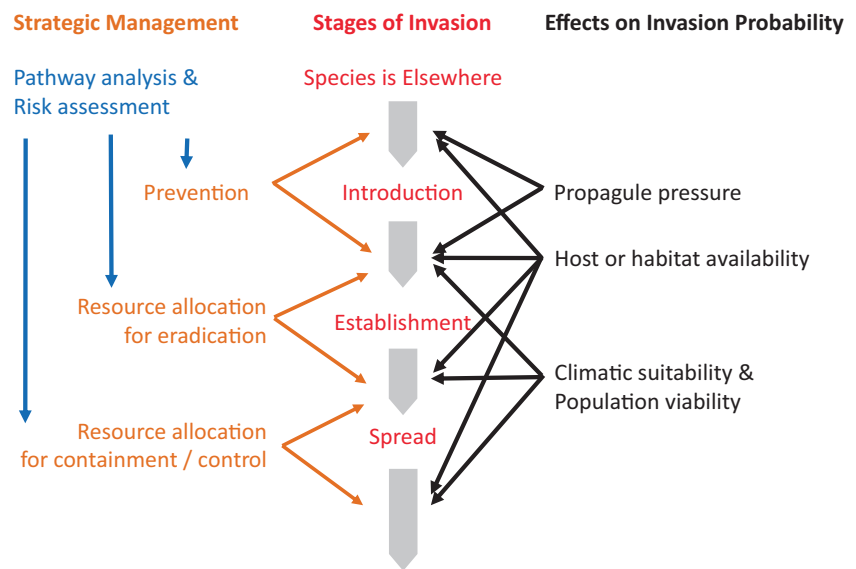 Strategic Management
Stages of Invasion
Effects on Invasion Probability
Pathway analysis &
Risk assessment
Species is Elsewhere
Prevention
Introduction
Propagule pressure
Host or habitat availability
Resource allocation
for eradication
Establishment
Climatic suitability &
Population viability
Resource allocation
for containment / control
Spread